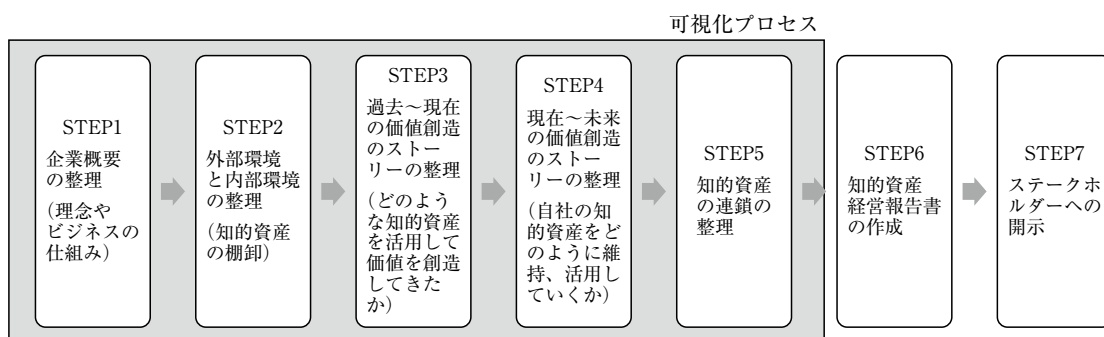 可視化プロセス
STEP1
企業概要
の整理
(理念や
ビジネスの
仕組み)
STEP2
外部環境
と内部環境
の整理
(知的資産
の棚卸)
STEP3
過去～現在
の価値創造
のストー
リーの整理
(どのよう
な知的資産
を活用して
価値を創造
してきた
か)
STEP4
現在～未来
の価値創造
のストー
リーの整理
(自社の知
的資産をど
のように維
持、活用し
ていくか)
STEP5
知的資産
の連鎖の
整理
STEP6
知的資産
経営報告書
の作成
STEP7
ステークホ
ルダーへの
開示